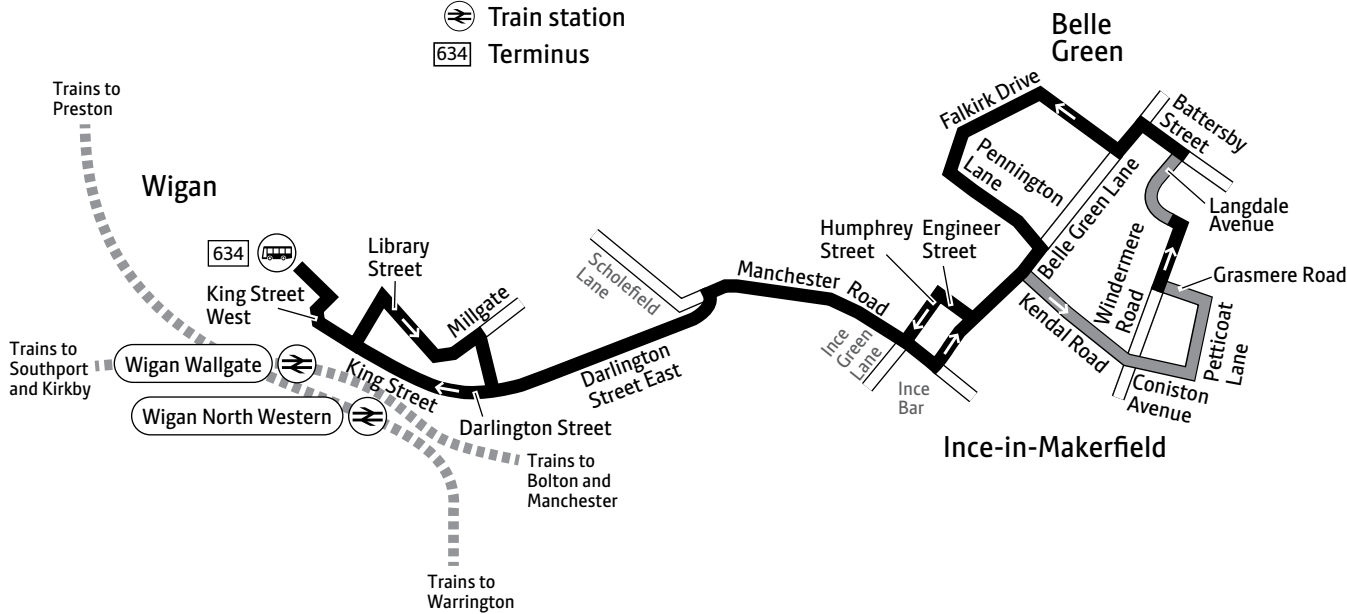 Train station
634 Terminus
Belle
Green
Trains to
Preston
Falkirk Drive
Battersby
Street
Pennington
Lane
Wigan
Belle Green Lane
Langdale
Avenue
634
Library
Street
Humphrey
Street
Engineer
Street
Scholefield
Lane
Manchester Road
Windermere
Road
Grasmere Road
King Street
West
Millgate
Kendal Road
Petticoat
Lane
Ince
Green
Lane
Trains to
Southport
and Kirkby
Wigan Wallgate
King Street
Darlington
Street East
Ince
Bar
Coniston
Avenue
Wigan North Western
Darlington Street
Ince-in-Makerfield
Trains to
Bolton and
Manchester
Trains to
Warrington